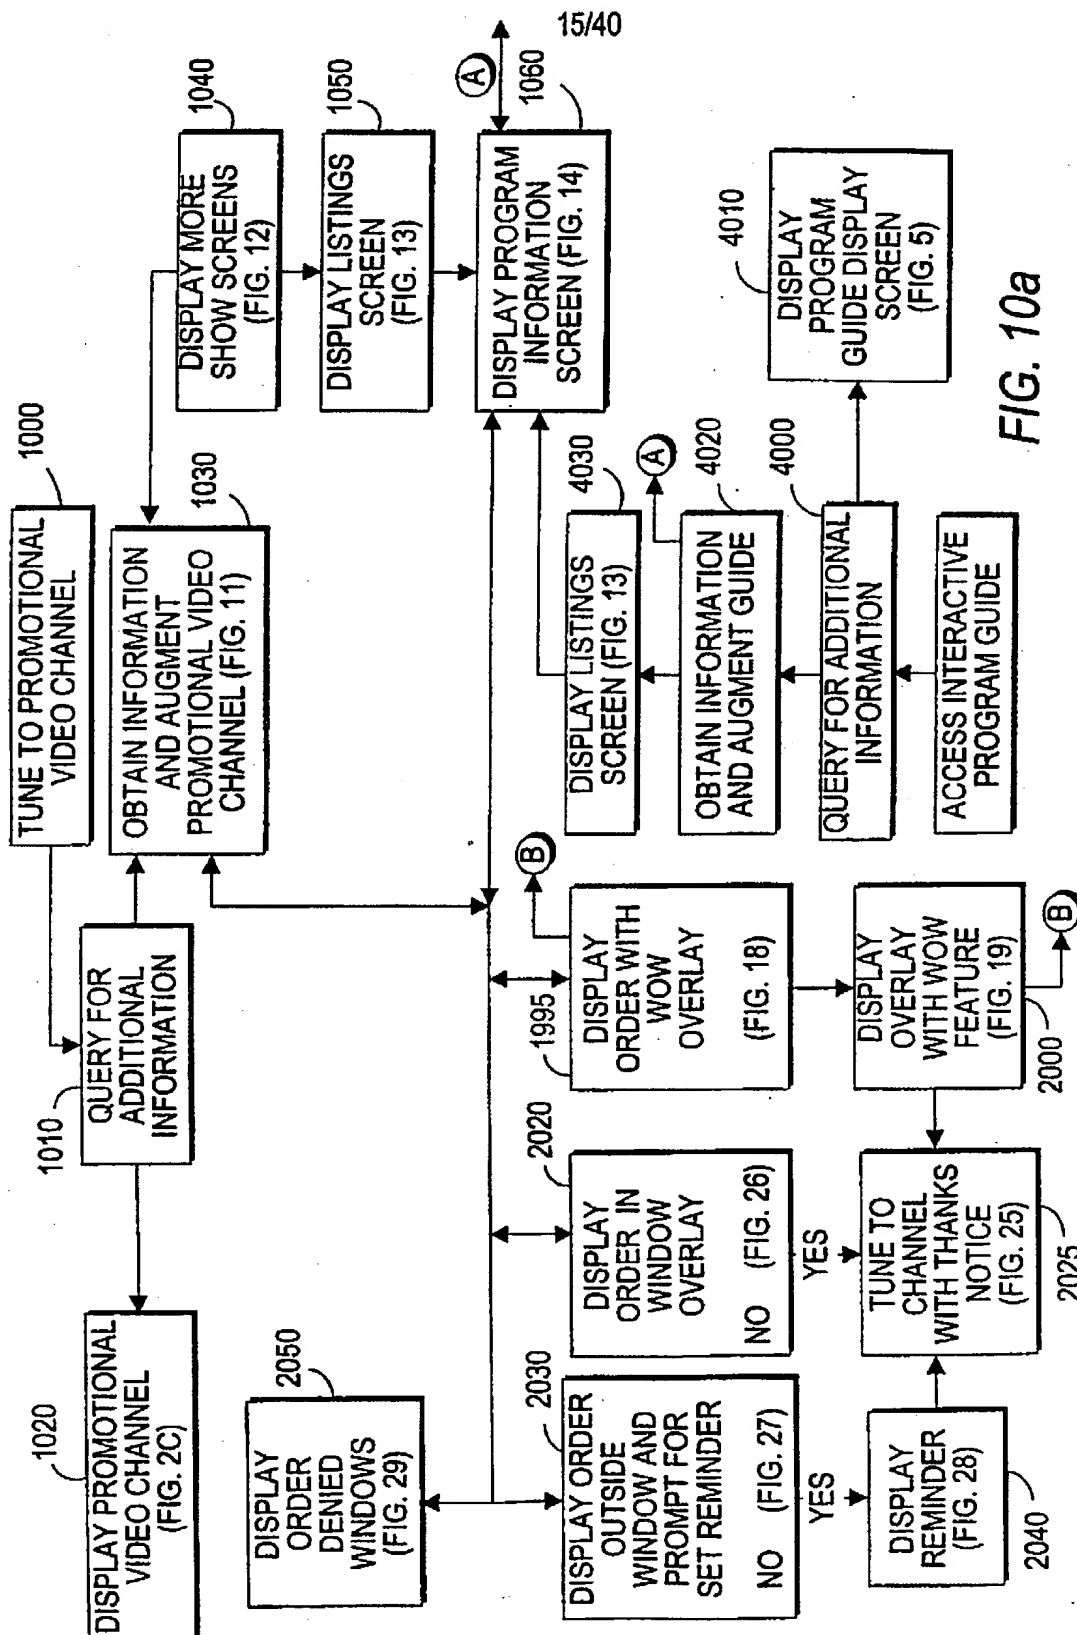 15/40
TUNE TO PROMOTIONAL
VIDEO CHANNEL
1000
1010
QUERY FOR
ADDITIONAL
INFORMATION
1020
DISPLAY PROMOTIONAL
VIDEO CHANNEL
(FIG. 2C)
OBTAIN INFORMATION
AND AUGMENT
PROMOTIONAL VIDEO
CHANNEL (FIG. 11)
1030
DISPLAY MORE
SHOW SCREENS
(FIG. 12)
1040
DISPLAY LISTINGS
SCREEN
(FIG. 13)
1050
DISPLAY PROGRAM
INFORMATION
SCREEN (FIG. 14)
1060
A
2050
DISPLAY
ORDER
DENIED
WINDOWS
(FIG. 29)
2030
DISPLAY ORDER
OUTSIDE
WINDOW AND
PROMPT FOR
SET REMINDER
NO (FIG. 27)
YES
DISPLAY
REMINDER
(FIG. 28)
2040
2020
DISPLAY
ORDER IN
WINDOW
OVERLAY
NO (FIG. 26)
YES
TUNE TO
CHANNEL
WITH THANKS
NOTICE
(FIG. 25)
2025
1995
DISPLAY
ORDER WITH
WOW
OVERLAY
(FIG. 18)
B
DISPLAY
OVERLAY
WITH WOW
FEATURE
(FIG. 19)
2000
B
DISPLAY LISTINGS
SCREEN (FIG. 13)
4030
OBTAIN INFORMATION
AND AUGMENT GUIDE
4020
A
QUERY FOR ADDITIONAL
INFORMATION
4000
ACCESS INTERACTIVE
PROGRAM GUIDE
4010
DISPLAY
PROGRAM
GUIDE DISPLAY
SCREEN
(FIG. 5)
FIG. 10a